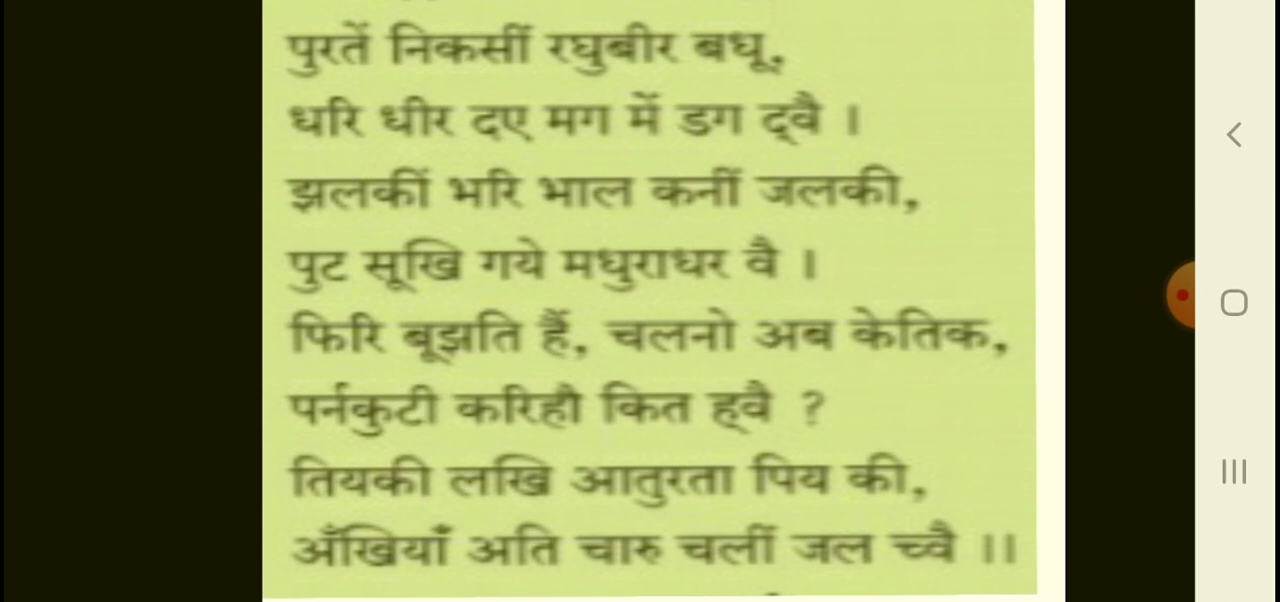 पुरतें निकसीं रघुबीर बधू,
धरि धीर दए मग में डग द्वै ।
झलकीं भरि भाल कनीं जलकी,
पुट सूखि गये मधुराधर वै ।
फिरि बूझति हैं, चलनो अब केतिक,
पर्नकुटी करिहौ कित ह्वै ?
तियकी लखि आतुरता पिय की,
अँखियाँ अति चारु चलीं जल च्वै ।।